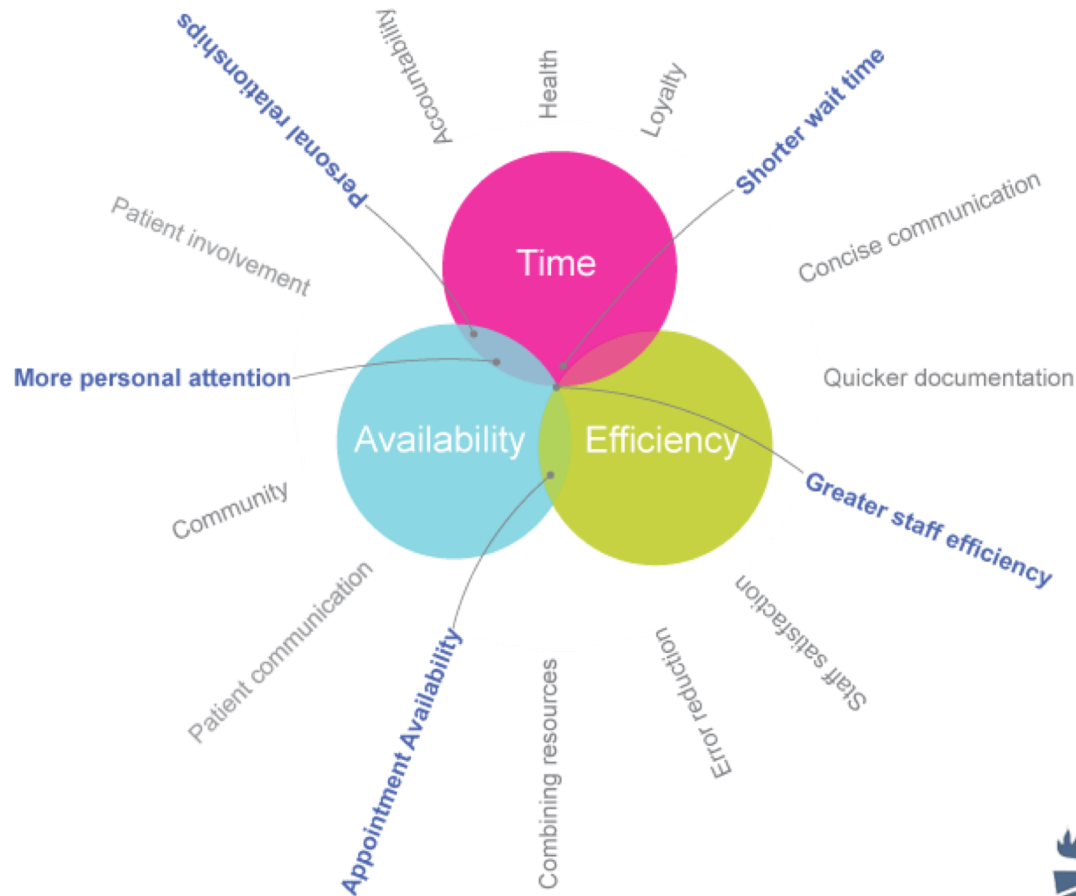 Personal relationships
Accountability
Health
Loyalty
Shorter wait time
Patient involvement
Concise communication
Time
More personal attention
Quicker documentation
Availability
Efficiency
Community
Greater staff efficiency
Patient communication
Staff satisfaction
Appointment Availability
Combining resources
Error reduction